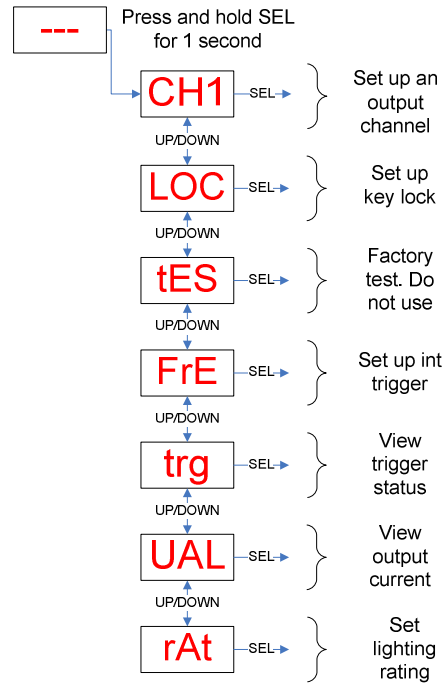 ---
Press and hold SEL
for 1 second
CH1
SEL
Set up an
output
channel
UP/DOWN
LOC
SEL
Set up
key lock
UP/DOWN
tES
SEL
Factory
test. Do
not use
UP/DOWN
FrE
SEL
Set up int
trigger
UP/DOWN
trg
SEL
View
trigger
status
UP/DOWN
UAL
SEL
View
output
current
UP/DOWN
rAt
SEL
Set
lighting
rating